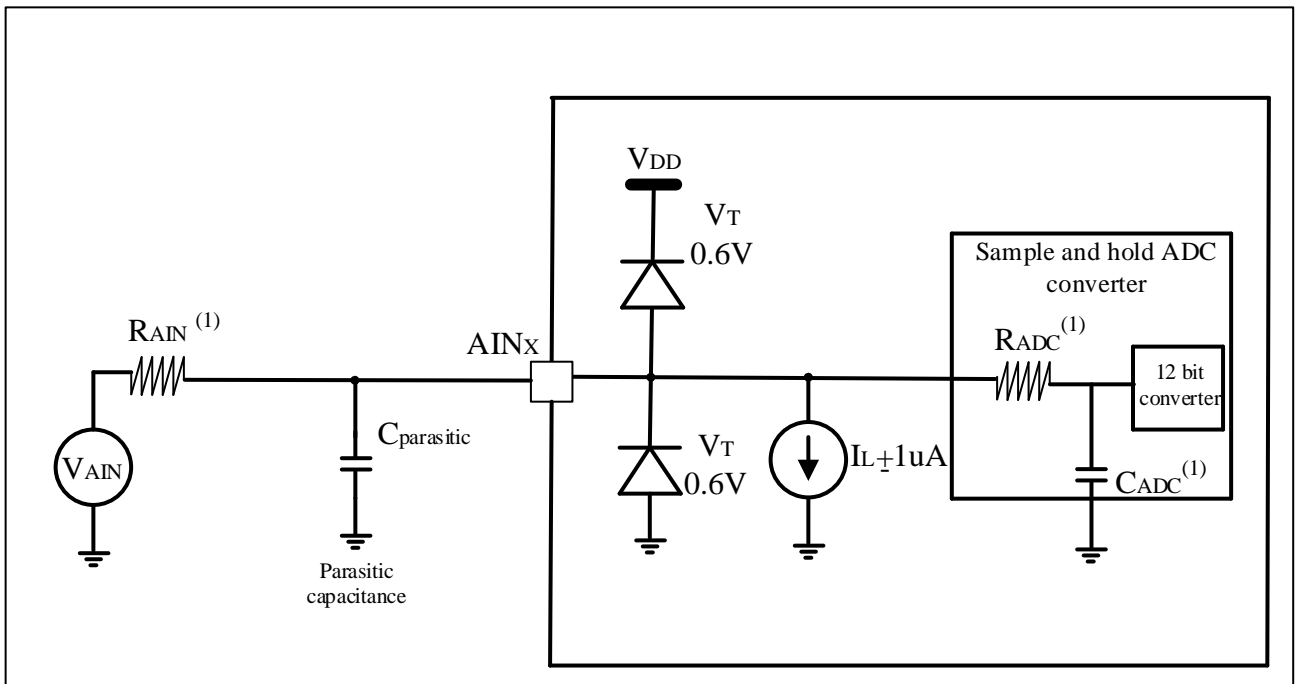 VDD
VT
0.6V
Sample and hold ADC
converter
RAIN (1)
AINX
RADC(1)
12 bit
converter
Cparasitic
VT
0.6V
VAIN
IL±1uA
CADC(1)
Parasitic
capacitance